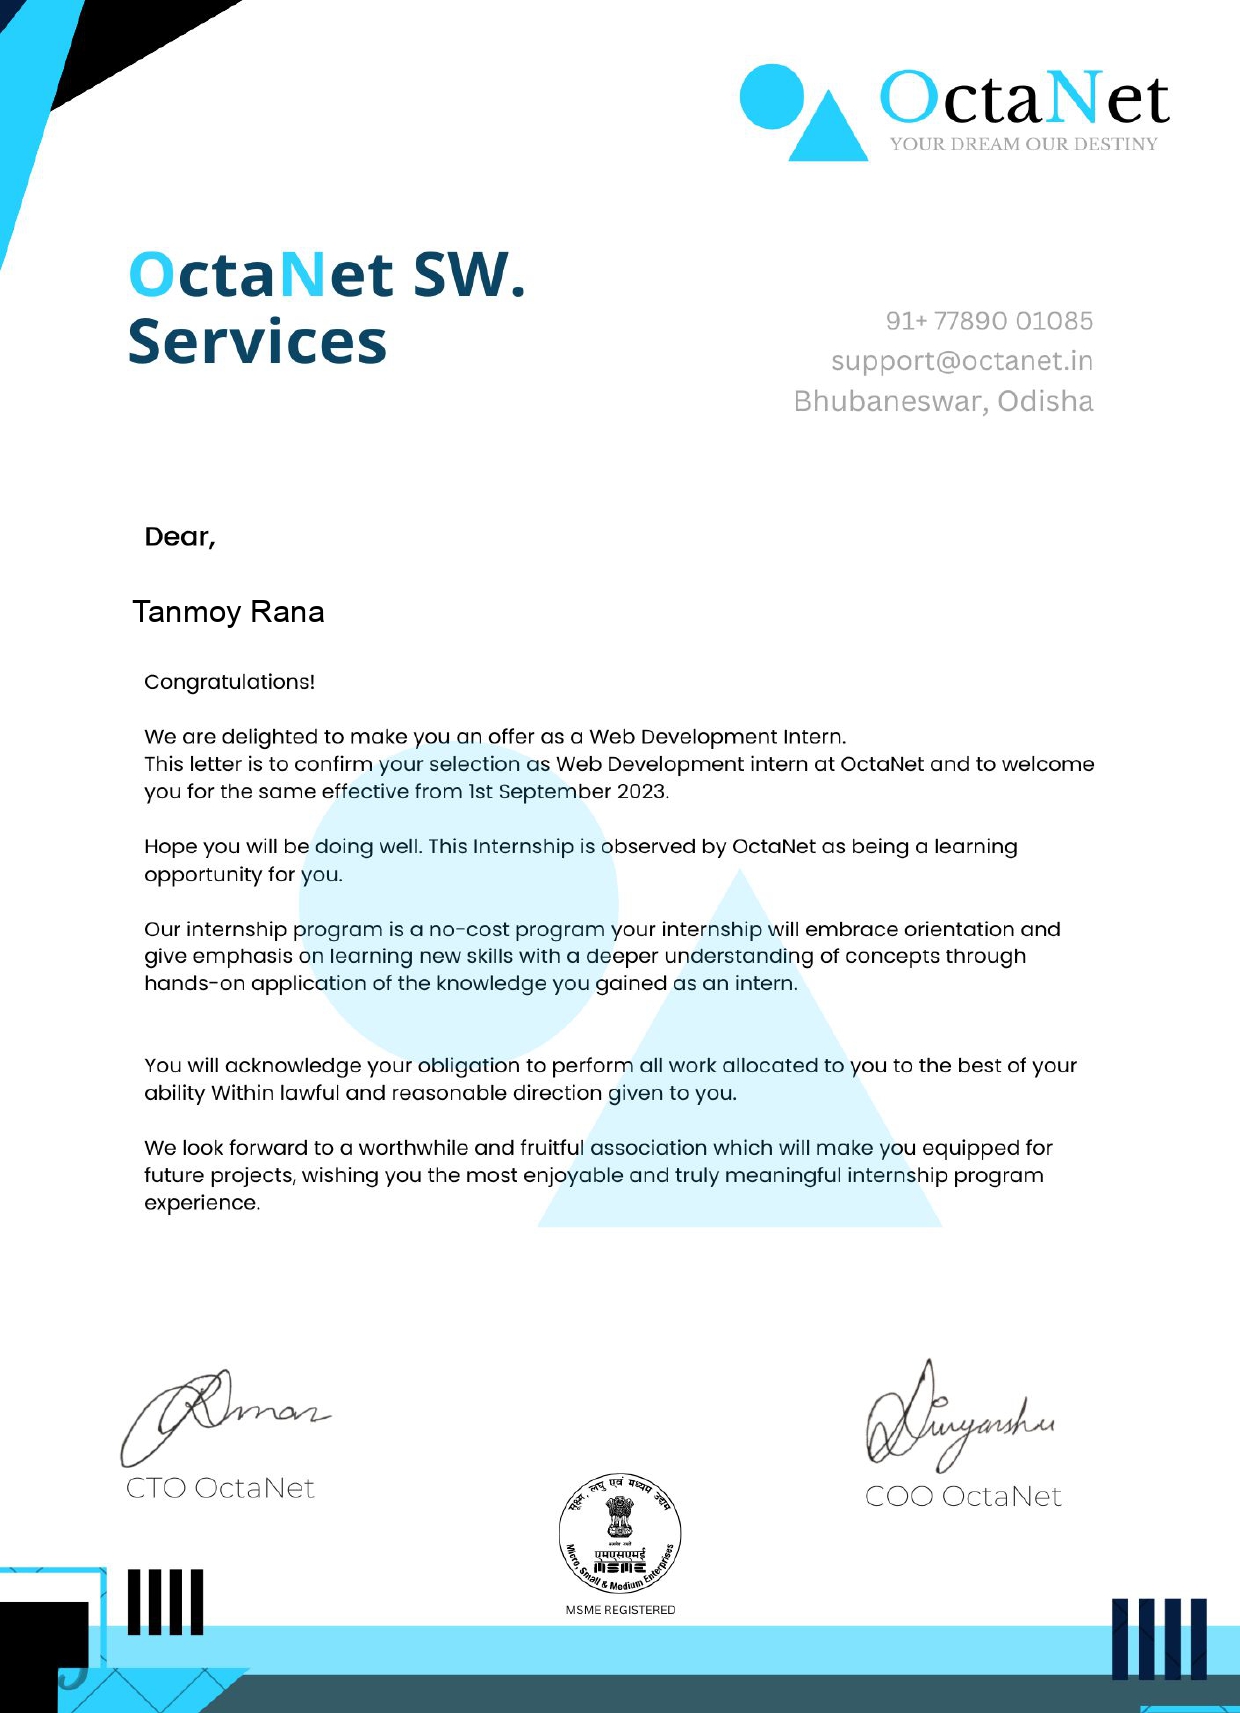 OctaNet
YOUR DREAM OUR DESTINY
OctaNet SW.
Services
91+ 77890 01085
support@octanet.in
Bhubaneswar, Odisha
Dear,
Tanmoy Rana
Congratulations!
We are delighted to make you an offer as a Web Development Intern.
This letter is to confirm your selection as Web Development intern at OctaNet and to welcome
you for the same effective from 1st September 2023.
Hope you will be doing well. This Internship is observed by OctaNet as being a learning
opportunity for you.
Our internship program is a no-cost program your internship will embrace orientation and
give emphasis on learning new skills with a deeper understanding of concepts through
hands-on application of the knowledge you gained as an intern.
You will acknowledge your obligation to perform all work allocated to you to the best of your
ability Within lawful and reasonable direction given to you.
We look forward to a worthwhile and fruitful association which will make you equipped for
future projects, wishing you the most enjoyable and truly meaningful internship program
experience.
CTO OctaNet
COO OctaNet
सूक्ष्म, लघु एवं मध्यम उद्यम
एमएसएमई
MSME
Micro, Small & Medium Enterprises
MSME REGISTERED